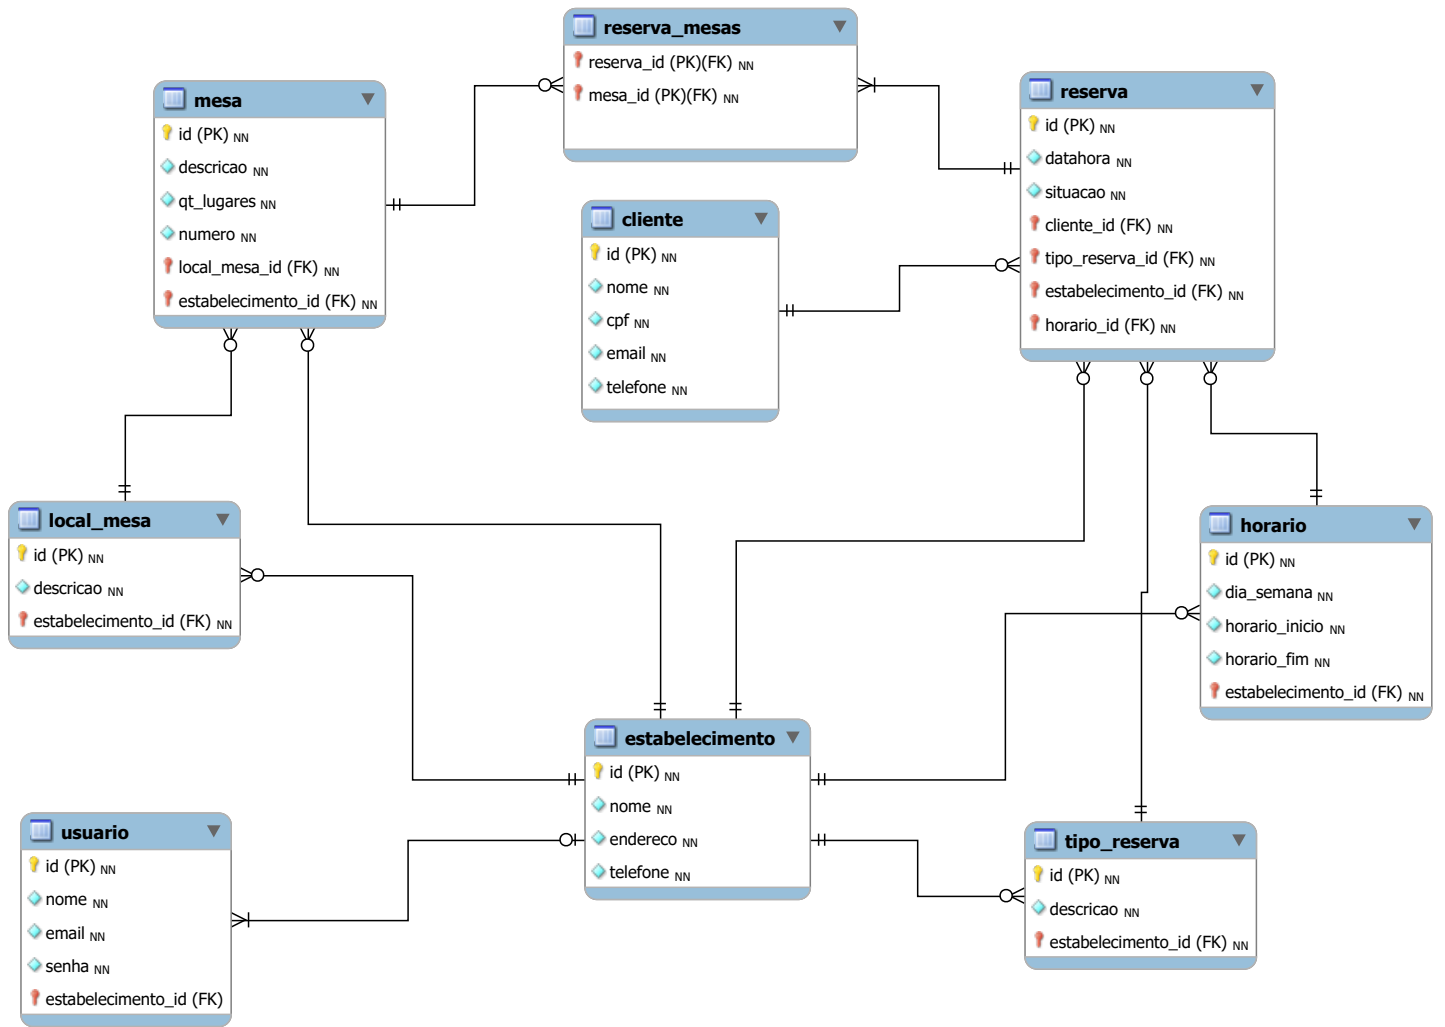 reserva_mesas
reserva_id (PK)(FK) NN
mesa_id (PK)(FK) NN
mesa
id (PK) NN
descricao NN
qt_lugares NN
numero NN
local_mesa_id (FK) NN
estabelecimento_id (FK) NN
reserva
id (PK) NN
datahora NN
situacao NN
cliente_id (FK) NN
tipo_reserva_id (FK) NN
estabelecimento_id (FK) NN
horario_id (FK) NN
cliente
id (PK) NN
nome NN
cpf NN
email NN
telefone NN
local_mesa
id (PK) NN
descricao NN
estabelecimento_id (FK) NN
horario
id (PK) NN
dia_semana NN
horario_inicio NN
horario_fim NN
estabelecimento_id (FK) NN
estabelecimento
id (PK) NN
nome NN
endereco NN
telefone NN
usuario
id (PK) NN
nome NN
email NN
senha NN
estabelecimento_id (FK)
tipo_reserva
id (PK) NN
descricao NN
estabelecimento_id (FK) NN